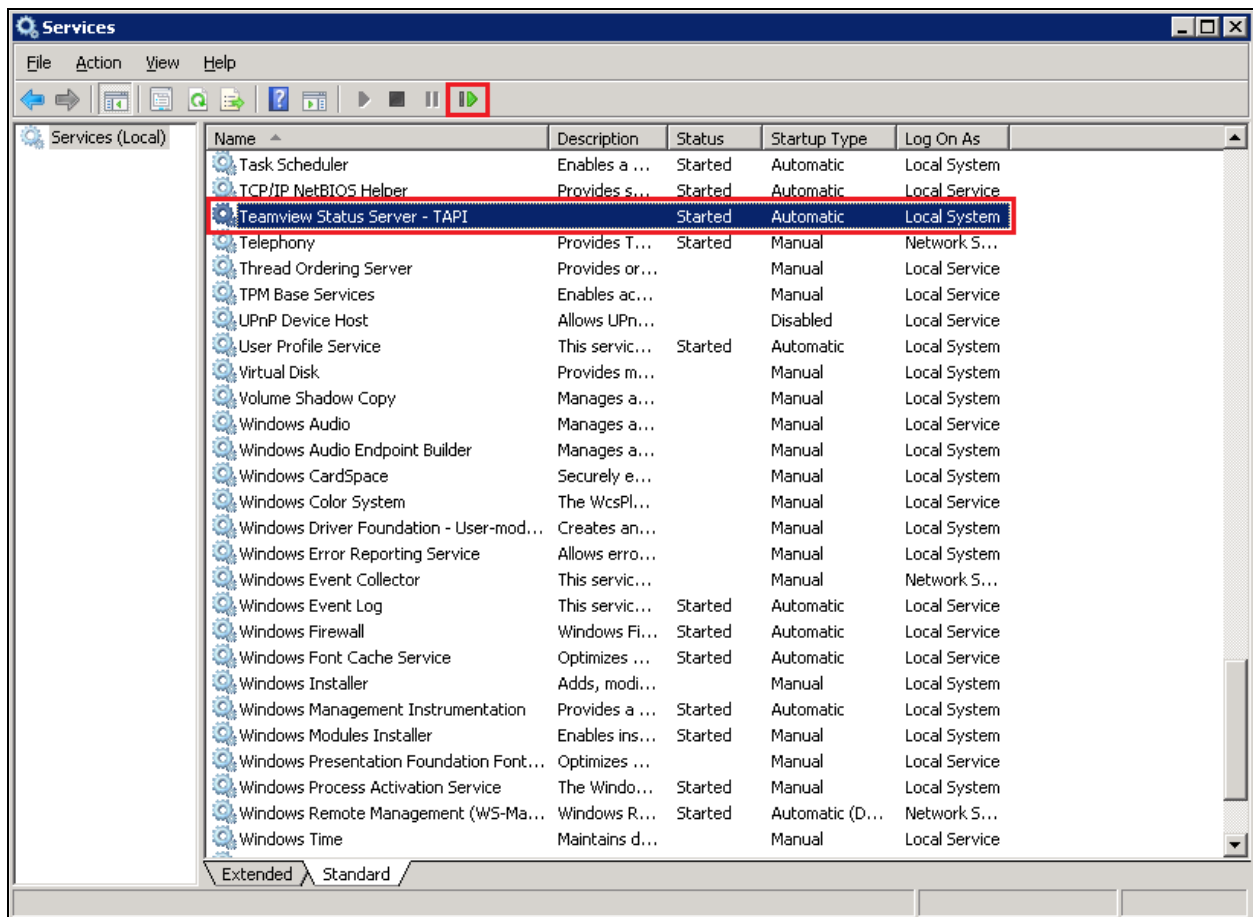 Services
File Action View Help
Services (Local)
Name Description Status Startup Type Log On As
Task Scheduler Enables a ... Started Automatic Local System
TCP/IP NetBIOS Helper Provides s... Started Automatic Local Service
Teamview Status Server - TAPI Started Automatic Local System
Telephony Provides T... Started Manual Network S...
Thread Ordering Server Provides or... Manual Local Service
TPM Base Services Enables ac... Manual Local Service
UPnP Device Host Allows UPn... Disabled Local Service
User Profile Service This servic... Started Automatic Local System
Virtual Disk Provides m... Manual Local System
Volume Shadow Copy Manages a... Manual Local System
Windows Audio Manages a... Manual Local Service
Windows Audio Endpoint Builder Manages a... Manual Local System
Windows CardSpace Securely e... Manual Local System
Windows Color System The WcsPl... Manual Local Service
Windows Driver Foundation - User-mod... Creates an... Manual Local System
Windows Error Reporting Service Allows erro... Manual Local System
Windows Event Collector This servic... Manual Network S...
Windows Event Log This servic... Started Automatic Local Service
Windows Firewall Windows Fi... Started Automatic Local Service
Windows Font Cache Service Optimizes ... Started Automatic Local Service
Windows Installer Adds, modi... Manual Local System
Windows Management Instrumentation Provides a ... Started Automatic Local System
Windows Modules Installer Enables ins... Started Manual Local System
Windows Presentation Foundation Font... Optimizes ... Manual Local Service
Windows Process Activation Service The Windo... Started Manual Local System
Windows Remote Management (WS-Ma... Windows R... Started Automatic (D... Network S...
Windows Time Maintains d... Manual Local Service
Extended Standard